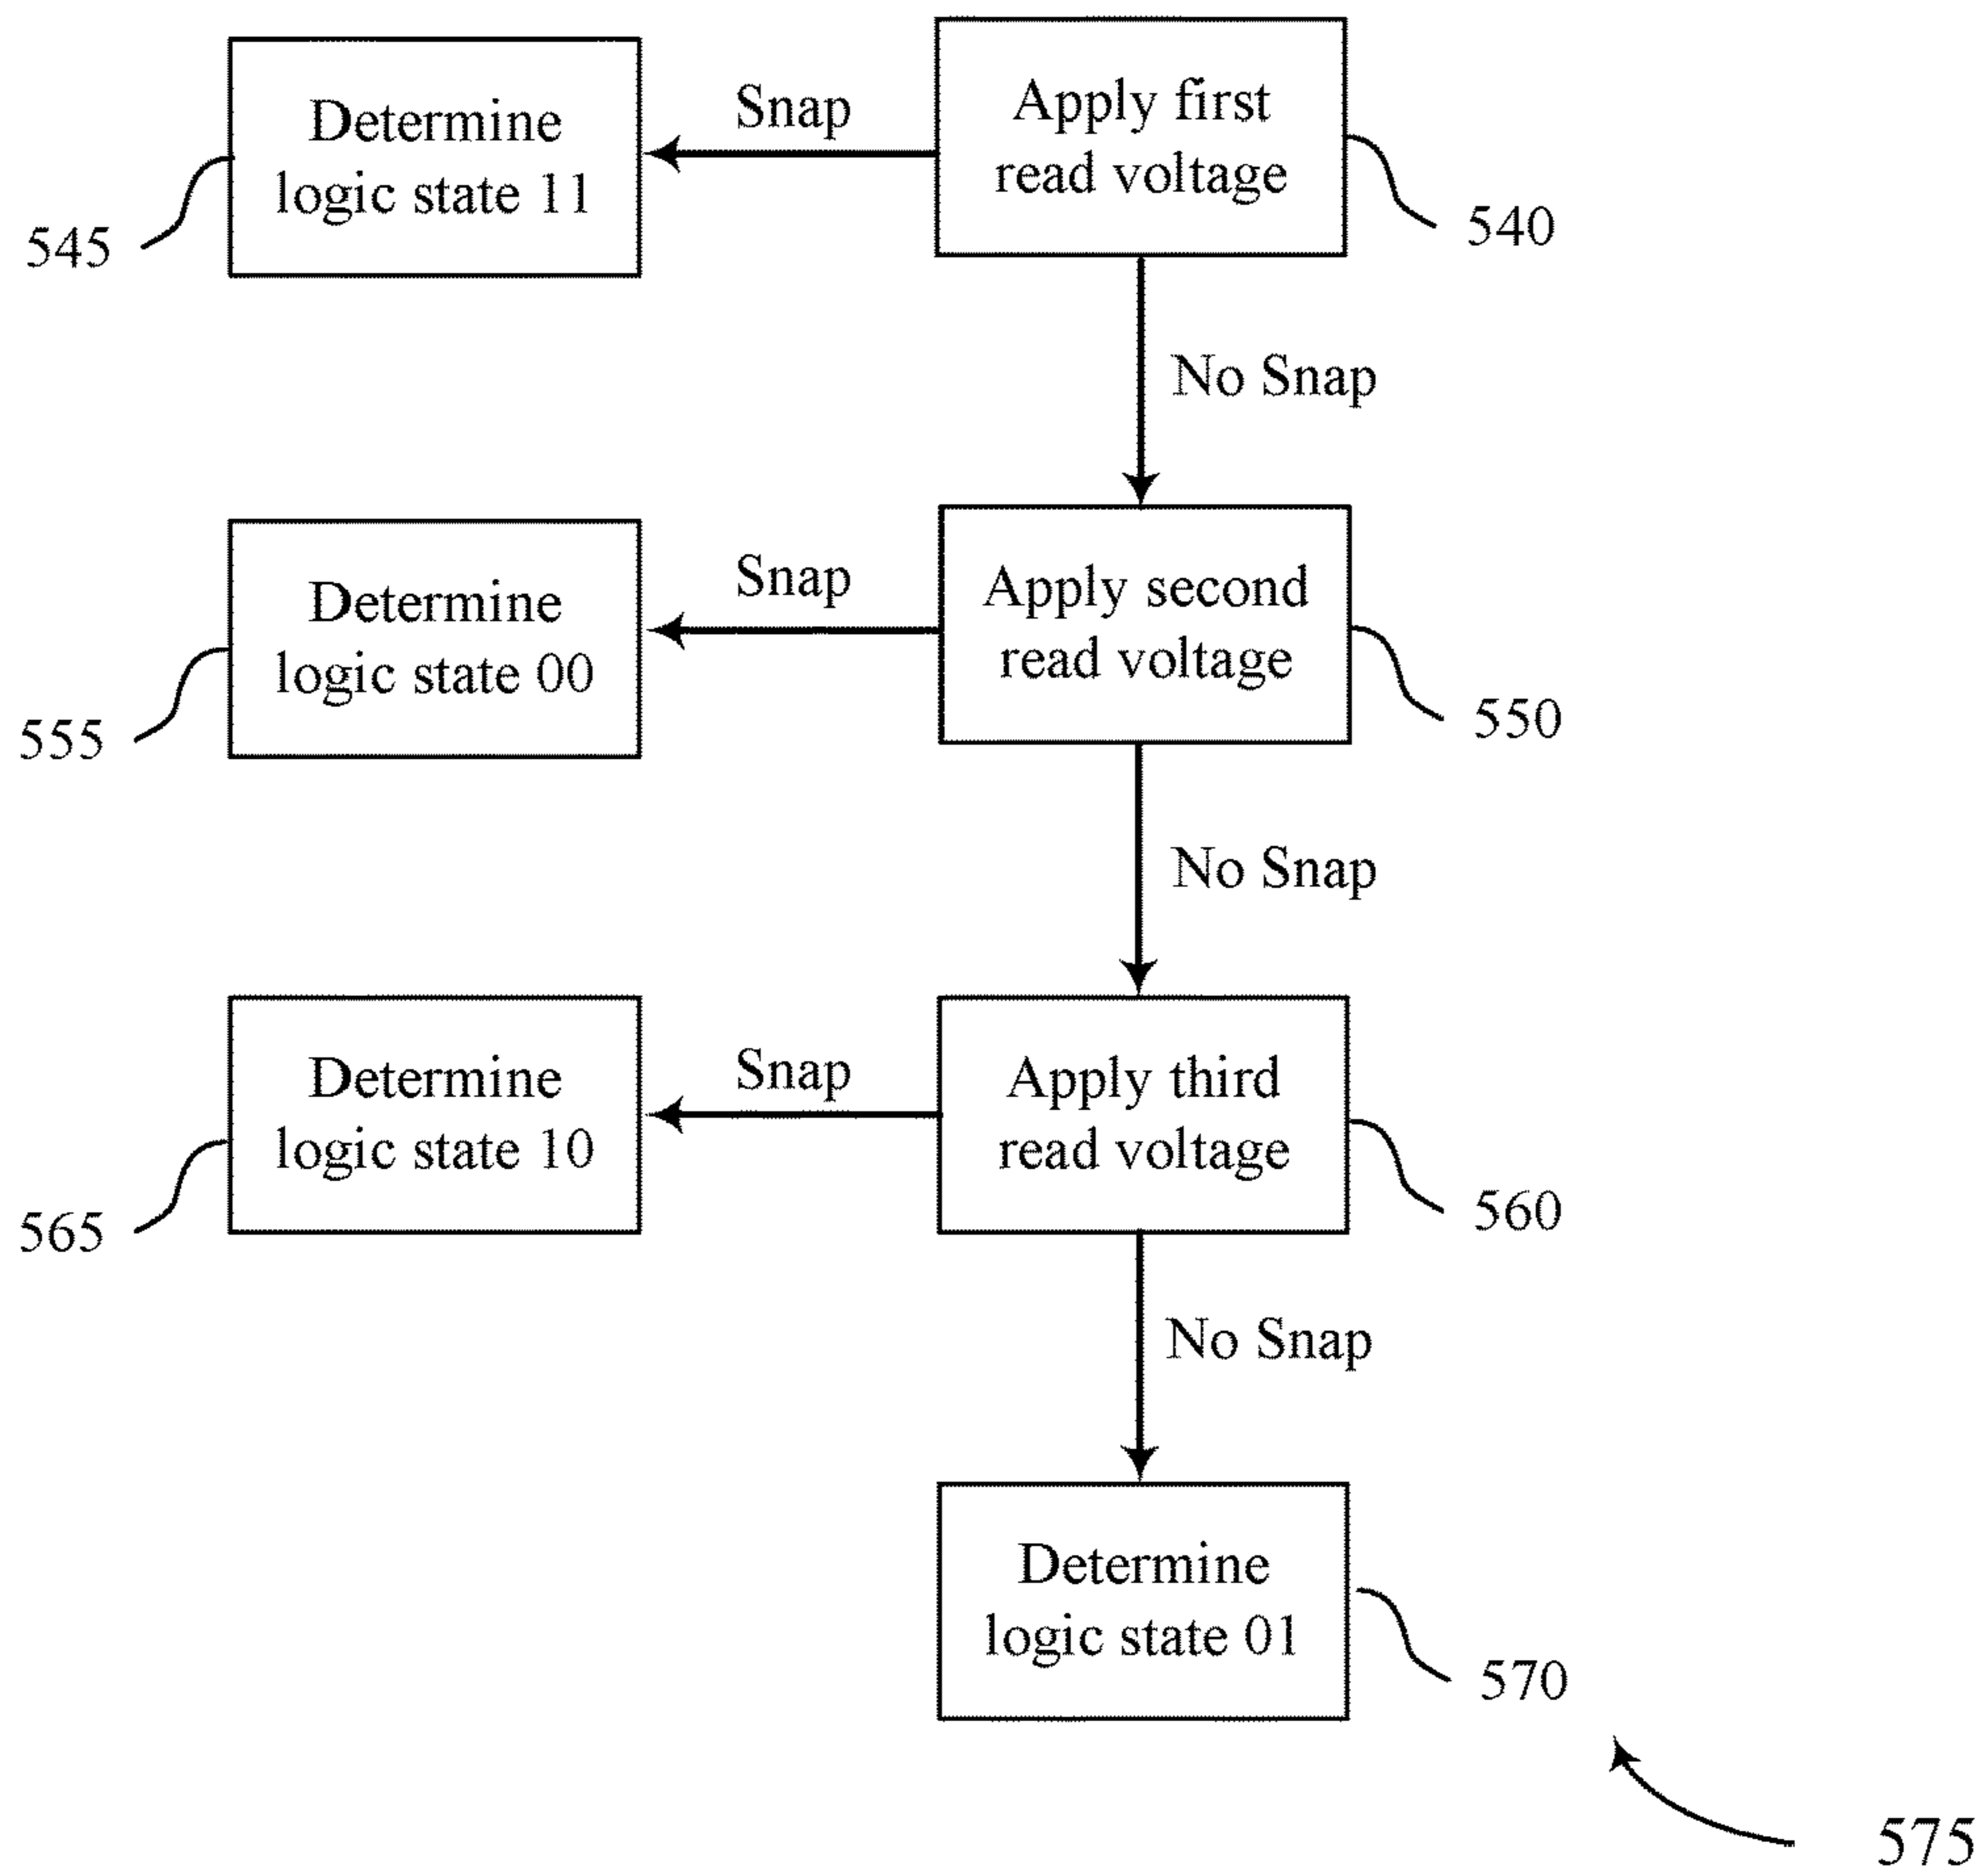 Determine
logic state 11
545
Snap
Apply first
read voltage
540
No Snap
Determine
logic state 00
555
Snap
Apply second
read voltage
550
No Snap
Determine
logic state 10
565
Snap
Apply third
read voltage
560
No Snap
Determine
logic state 01
570
575